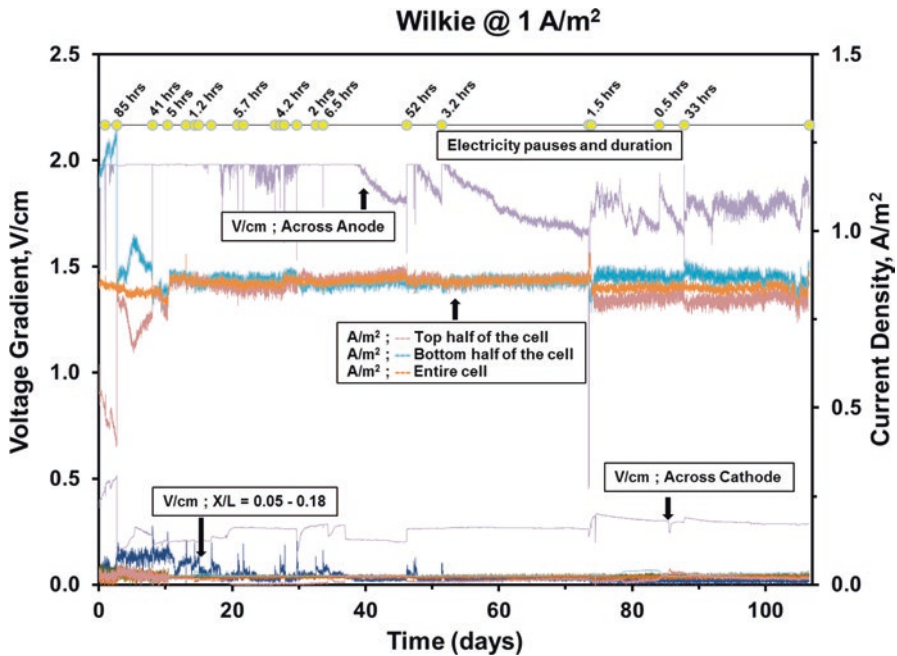 Wilkie @ 1 A/m²
2.5
2.0
1.5
1.0
0.5
0.0
Voltage Gradient, V/cm
85 hrs
41 hrs
5 hrs
1.2 hrs
5.7 hrs
4.2 hrs
2 hrs
6.5 hrs
52 hrs
3.2 hrs
1.5 hrs
0.5 hrs
33 hrs
Electricity pauses and duration
V/cm ; Across Anode
A/m² ; Top half of the cell
A/m² ; Bottom half of the cell
A/m² ; Entire cell
V/cm ; X/L = 0.05 - 0.18
V/cm ; Across Cathode
1.5
1.0
0.5
0.0
Current Density, A/m²
0
20
40
60
80
100
Time (days)